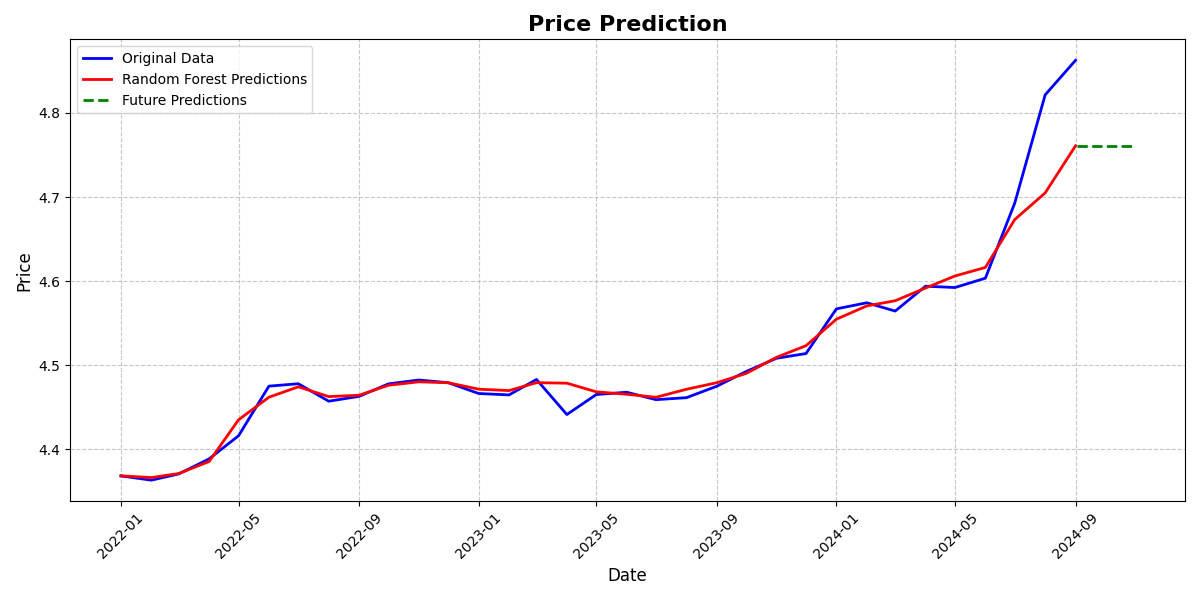 Price Prediction
Original Data
Random Forest Predictions
Future Predictions
Price
4.8
4.7
4.6
4.5
4.4
2022-01
2022-05
2022-09
2023-01
2023-05
2023-09
2024-01
2024-05
2024-09
Date